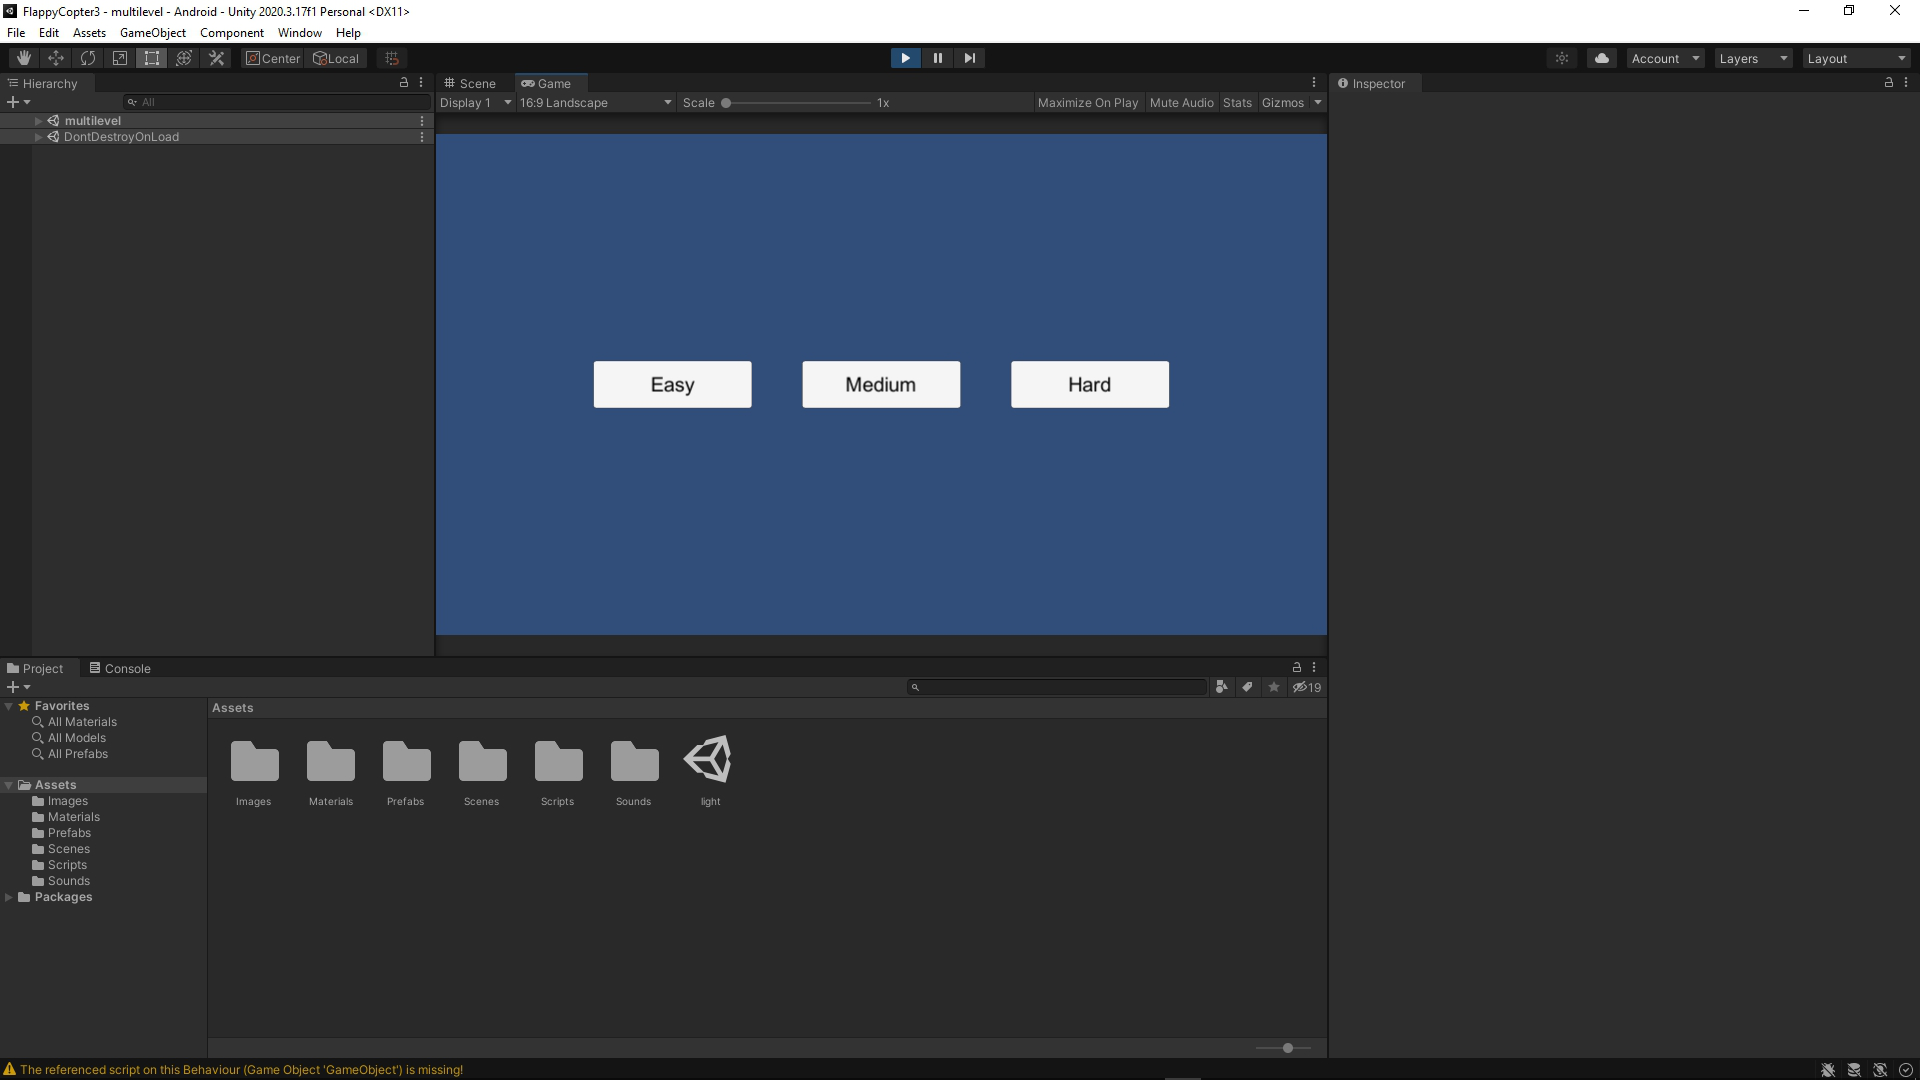 FlappyCopter3 - multilevel - Android - Unity 2020.3.17f1 Personal <DX11>
File Edit Assets GameObject Component Window Help
Center Local Account Layers Layout
Hierarchy
All
multilevel
DontDestroyOnLoad
Scene Game
Display 1 16:9 Landscape Scale 1x Maximize On Play Mute Audio Stats Gizmos
Easy Medium Hard
Inspector
Project Console
19
Favorites
All Materials
All Models
All Prefabs
Assets
Images
Materials
Prefabs
Scenes
Scripts
Sounds
Packages
Assets
Images Materials Prefabs Scenes Scripts Sounds light
The referenced script on this Behaviour (Game Object 'GameObject') is missing!